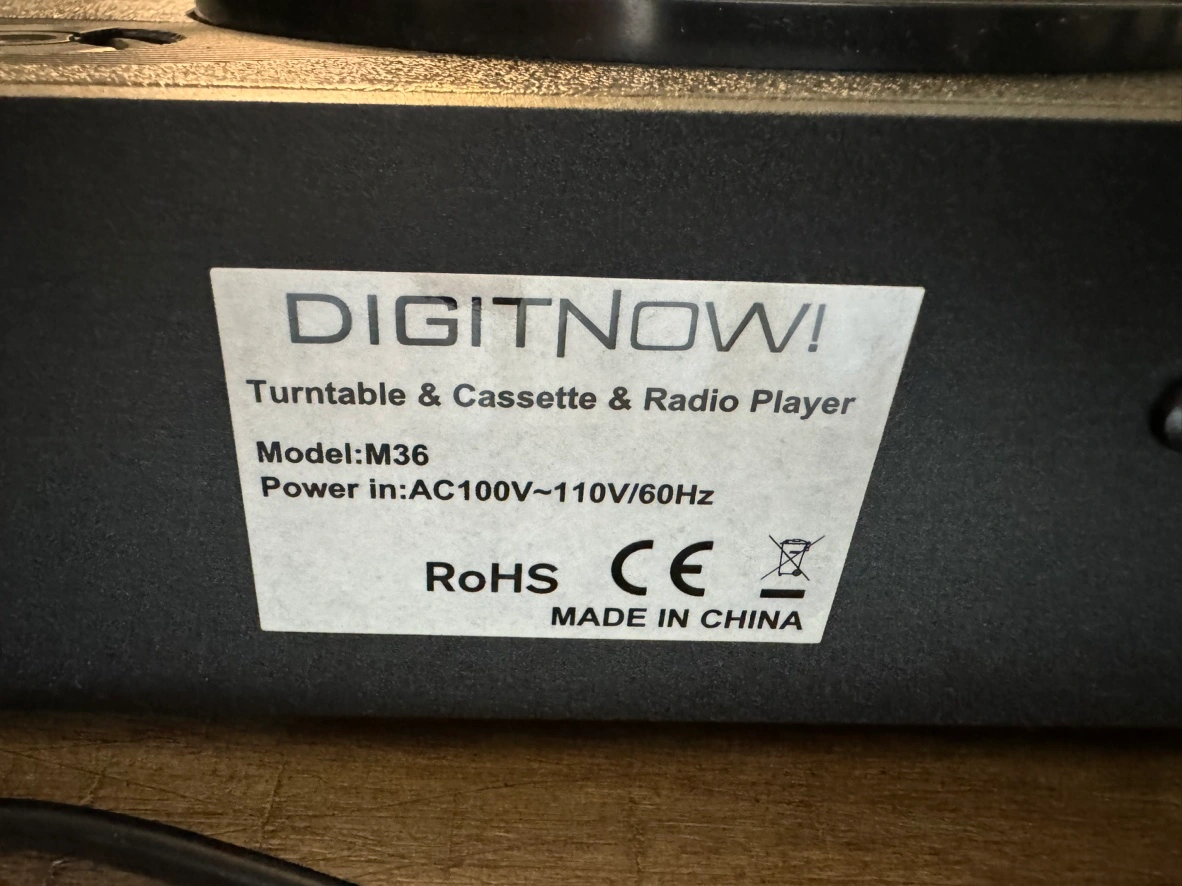 DIGITNOW!
Turntable & Cassette & Radio Player
Model:M36
Power in:AC100V~110V/60Hz
RoHS CE
MADE IN CHINA